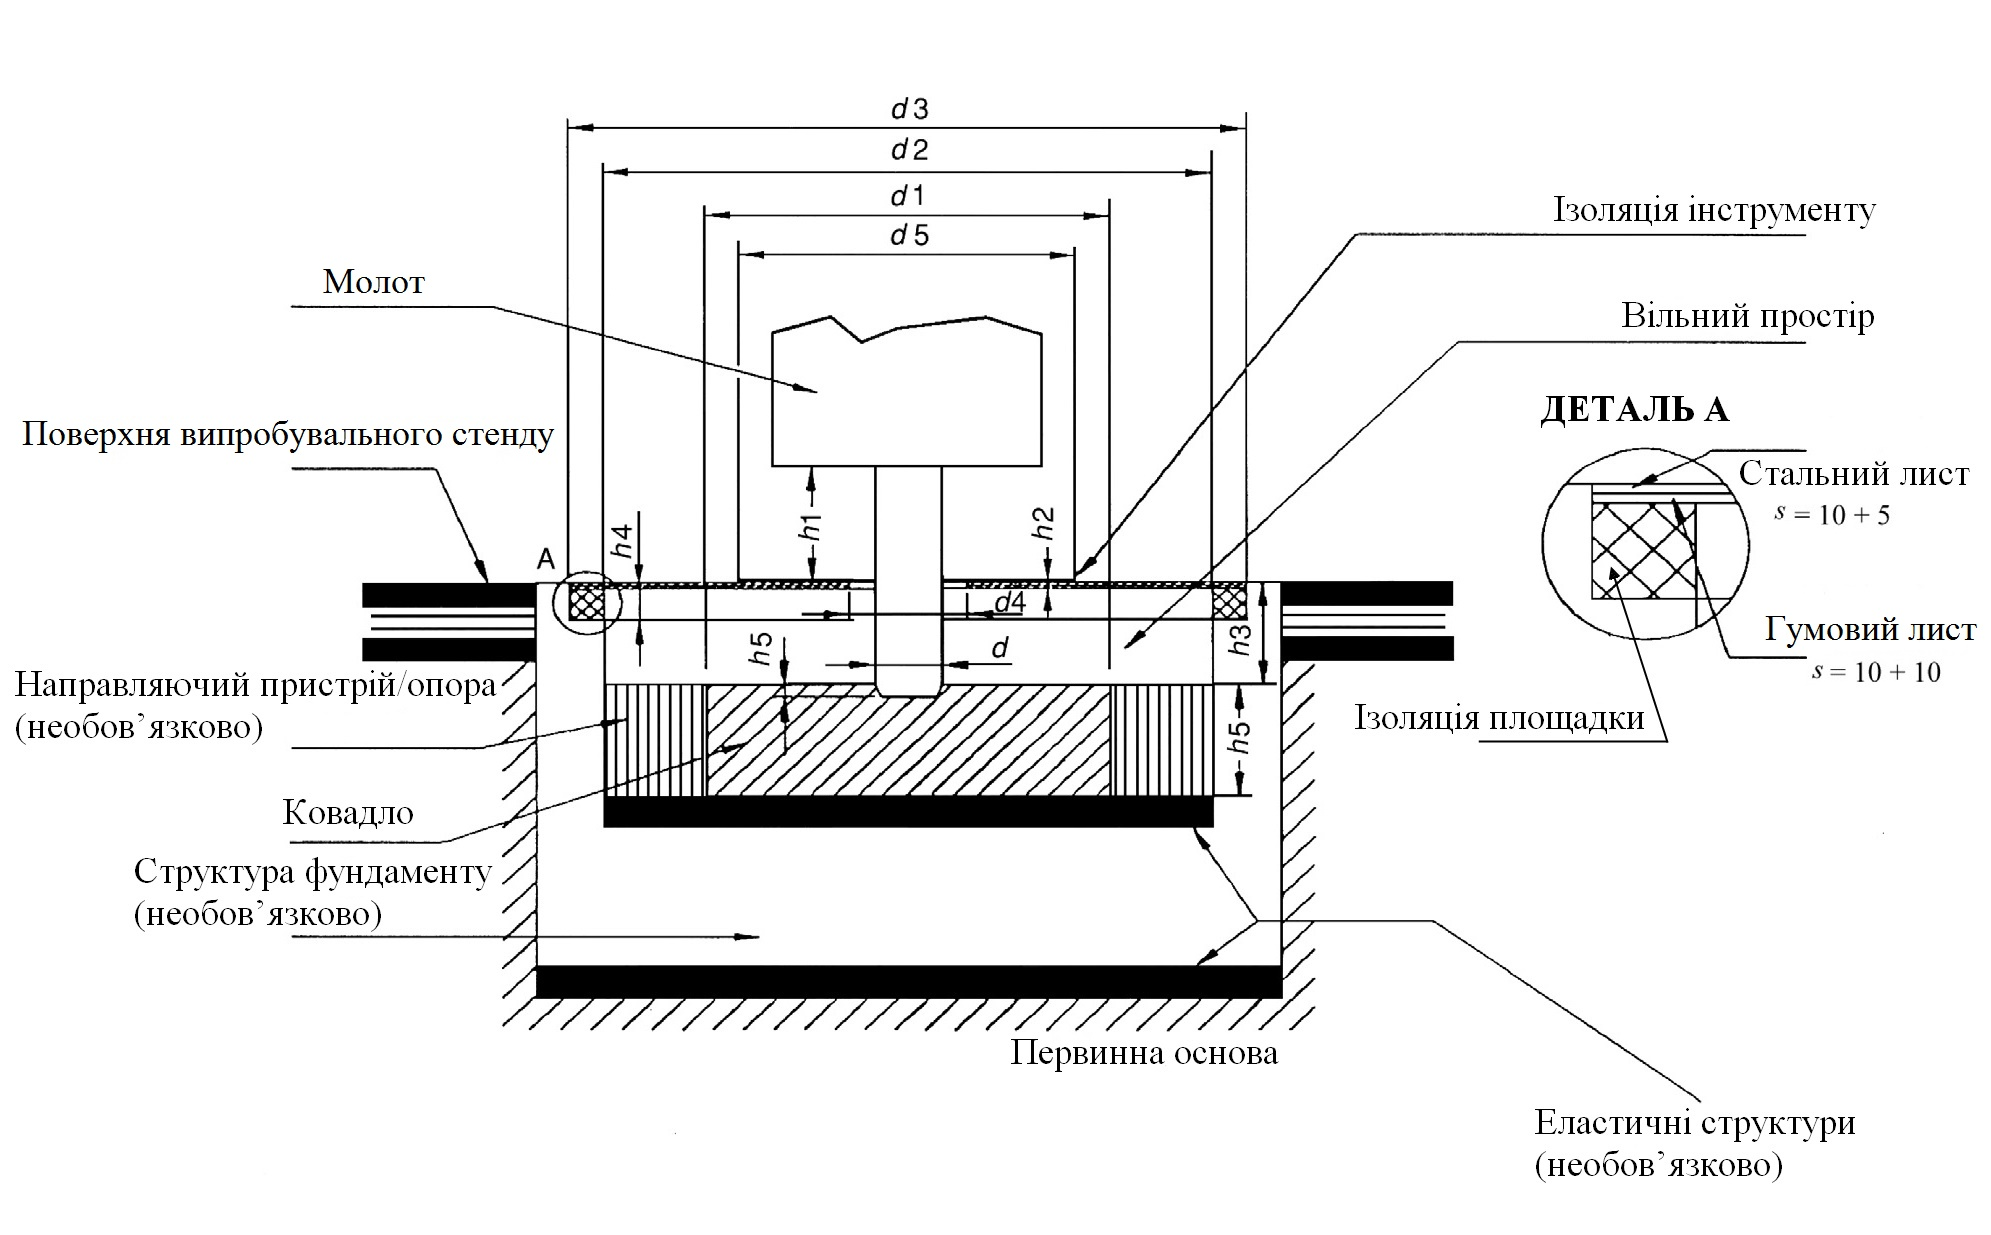 d3
d2
d1
d5
Ізоляція інструменту
Молот
Вільний простір
ДЕТАЛЬ А
Поверхня випробувального стенду
Стальний лист
s = 10 + 5
h1
h2
h4
A
d4
h3
h5
d
Гумовий лист
s = 10 + 10
Направляючий пристрій/опора
(необов’язково)
Ізоляція площадки
h5
Ковадло
Структура фундаменту
(необов’язково)
Первинна основа
Еластичні структури
(необов’язково)